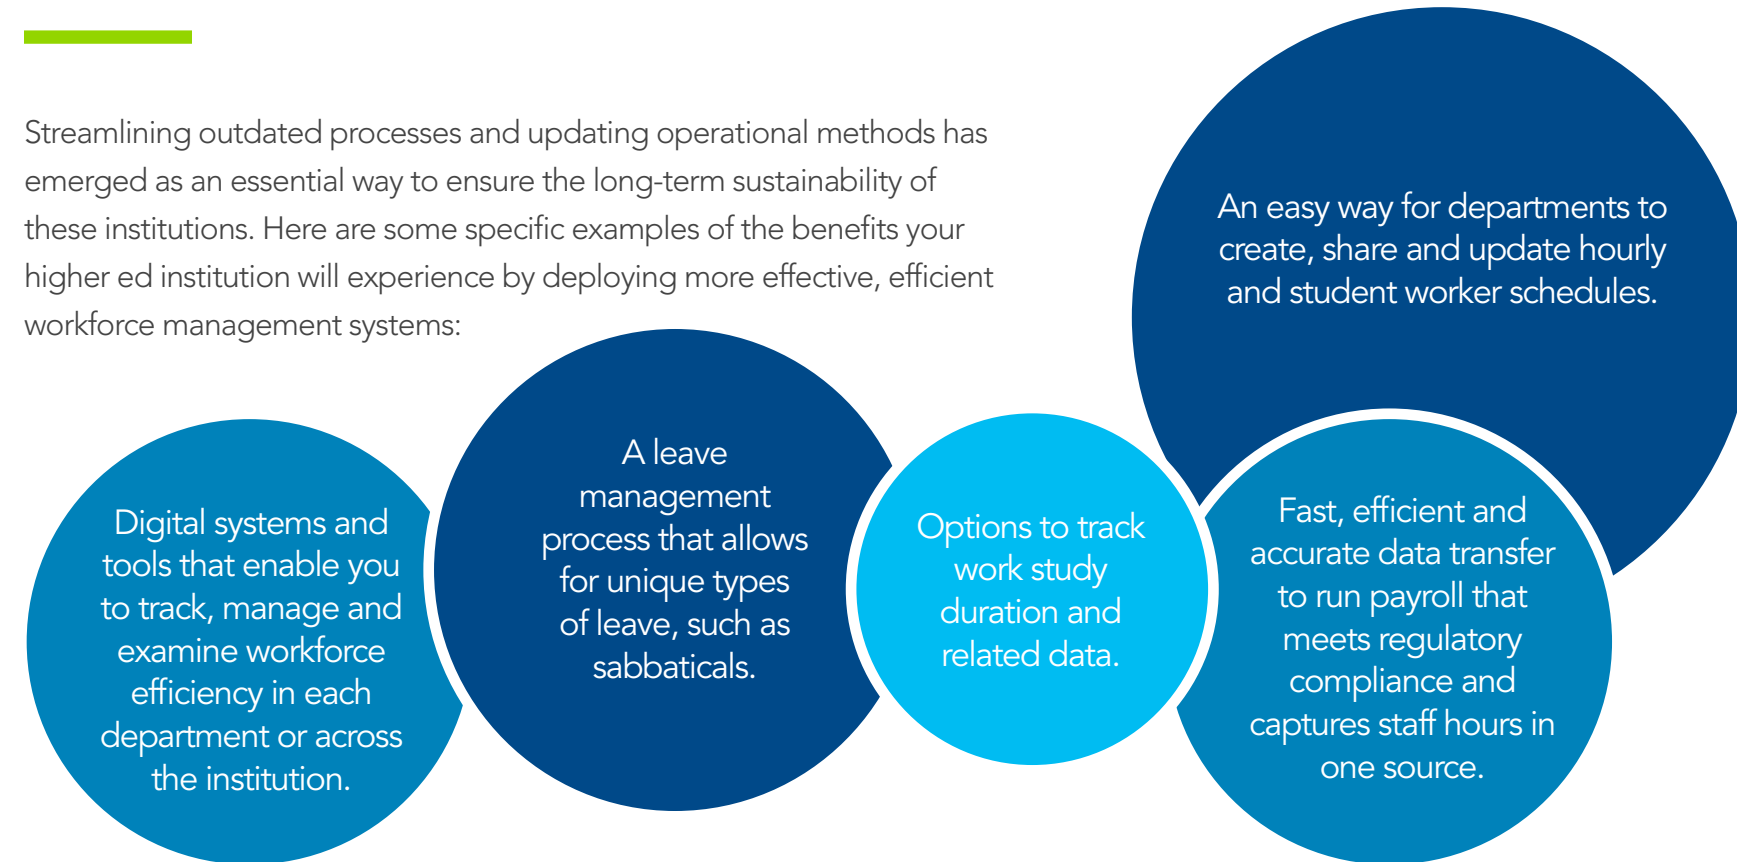 Streamlining outdated processes and updating operational methods has
emerged as an essential way to ensure the long-term sustainability of
these institutions. Here are some specific examples of the benefits your
higher ed institution will experience by deploying more effective, efficient
workforce management systems:
Digital systems and
tools that enable you
to track, manage and
examine workforce
efficiency in each
department or across
the institution.
A leave
management
process that allows
for unique types
of leave, such as
sabbaticals.
Options to track
work study
duration and
related data.
An easy way for departments to
create, share and update hourly
and student worker schedules.
Fast, efficient and
accurate data transfer
to run payroll that
meets regulatory
compliance and
captures staff hours in
one source.